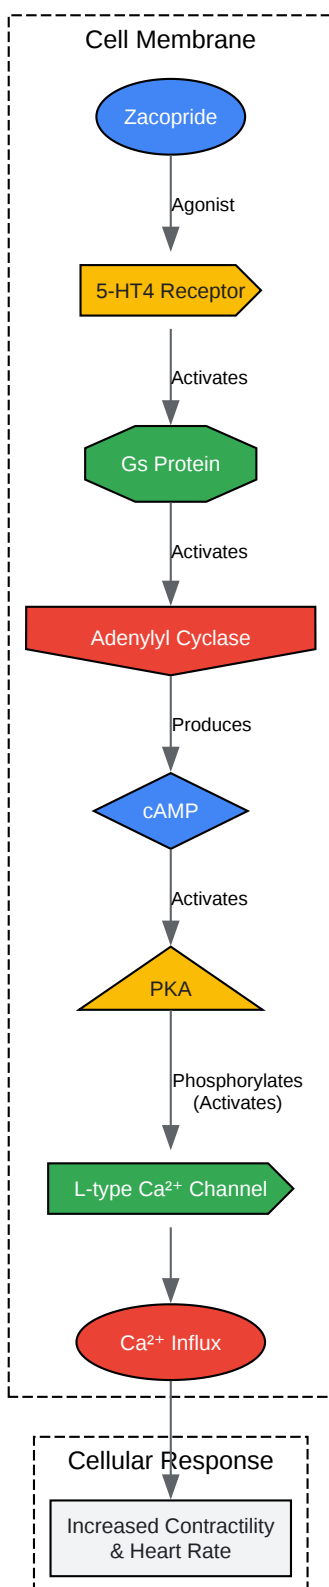 Cell Membrane
Zacopride
Agonist
5-HT4 Receptor
Activates
Gs Protein
Activates
Adenylyl Cyclase
Produces
cAMP
Activates
PKA
Phosphorylates
(Activates)
L-type Ca²⁺ Channel
Ca²⁺ Influx
Cellular Response
Increased Contractility
& Heart Rate